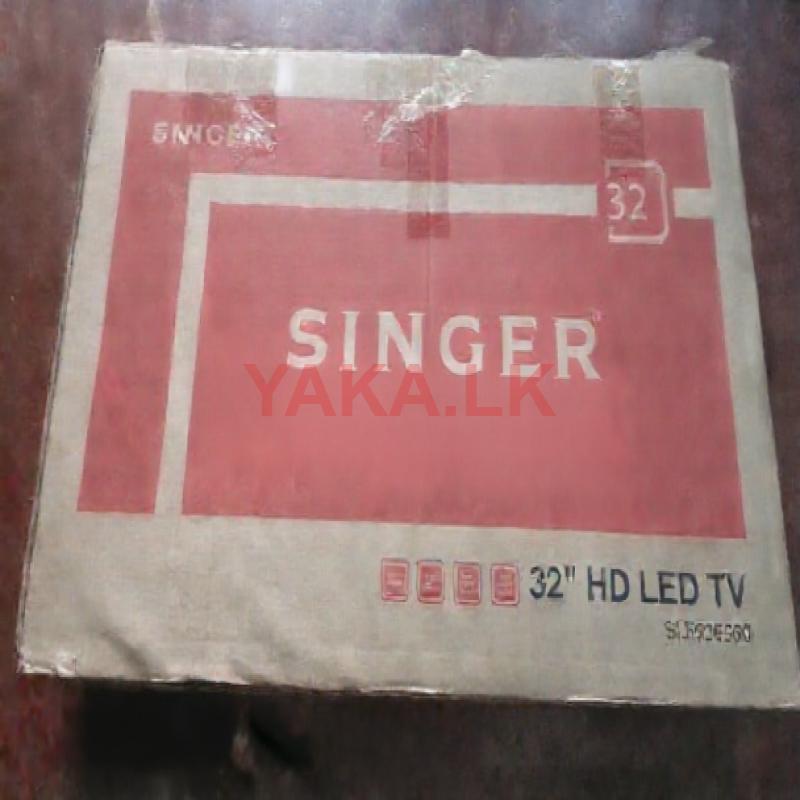 SINGER
32
SINGER
YAKA.LK
32" HD LED TV